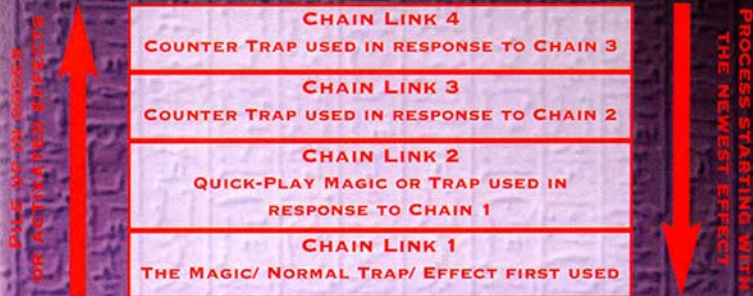 CHAIN LINK 4
COUNTER TRAP USED IN RESPONSE TO CHAIN 3
CHAIN LINK 3
COUNTER TRAP USED IN RESPONSE TO CHAIN 2
CHAIN LINK 2
QUICK-PLAY MAGIC OR TRAP USED IN
RESPONSE TO CHAIN 1
CHAIN LINK 1
THE MAGIC/ NORMAL TRAP/ EFFECT FIRST USED
PILE UP IN ORDER
OR ACTIVATED EFFECTS
PROCESS STARTING WITH
THE NEWEST EFFECT